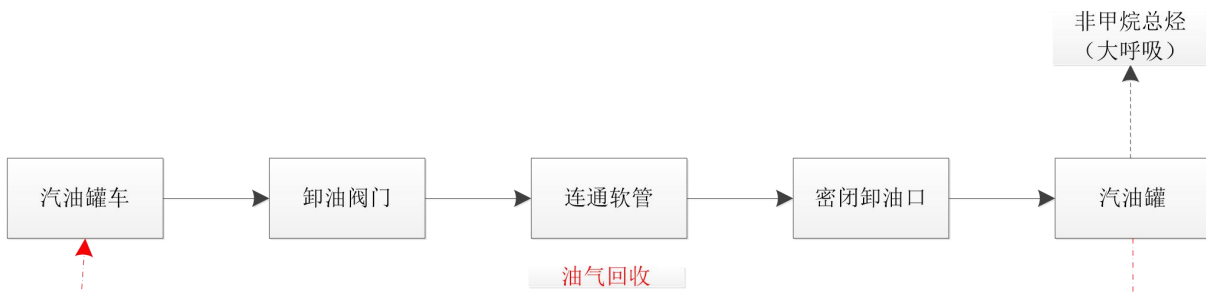 非甲烷总烃
（大呼吸）
汽油罐车
卸油阀门
连通软管
密闭卸油口
汽油罐
油气回收